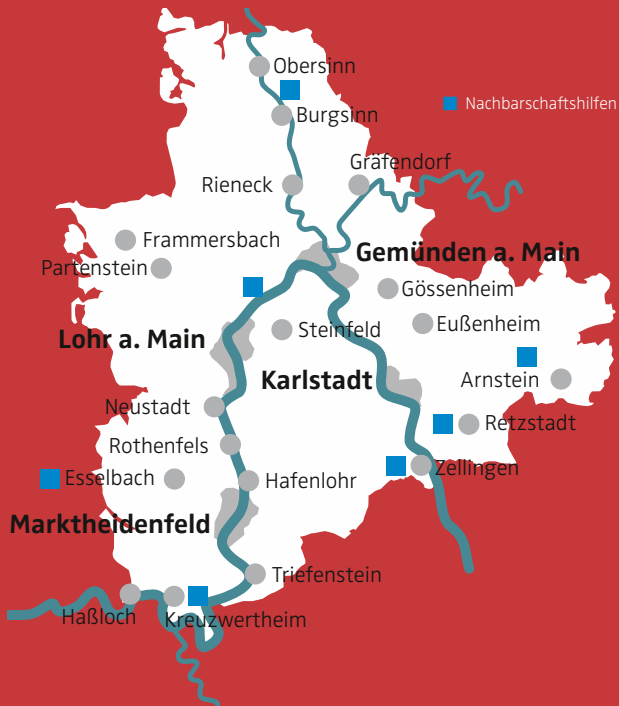 Obersinn
Nachbarschaftshilfen
Burgsinn
Gräfendorf
Rieneck
Frammersbach
Gemünden a. Main
Partenstein
Gössenheim
Eußenheim
Steinfeld
Lohr a. Main
Karlstadt
Arnstein
Neustadt
Retzstadt
Rothenfels
Zellingen
Esselbach
Hafenlohr
Marktheidenfeld
Triefenstein
Haßloch
Kreuzwertheim